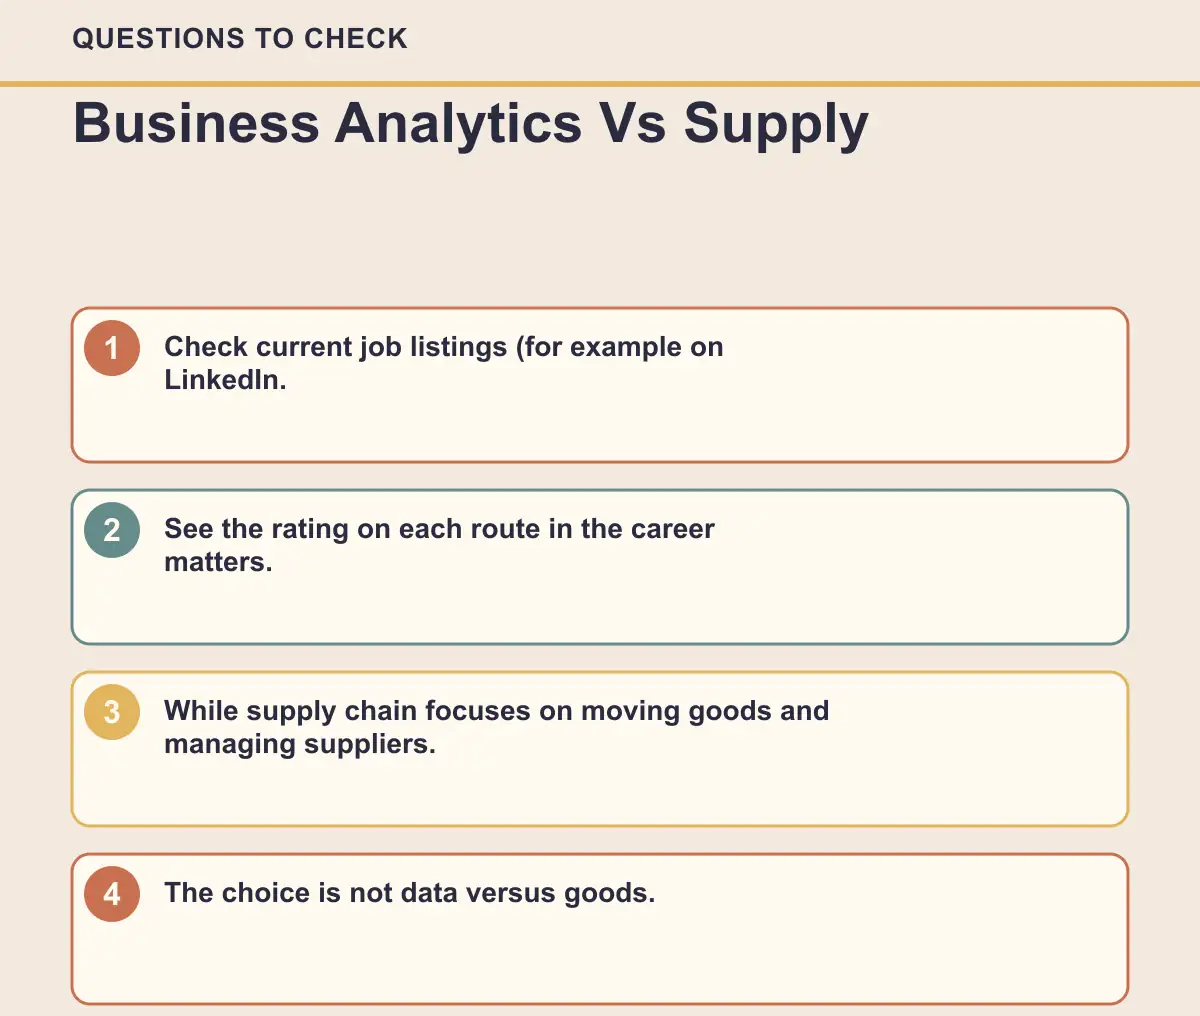 QUESTIONS TO CHECK
Business Analytics Vs Supply
1
Check current job listings (for example on
LinkedIn.
2
See the rating on each route in the career
matters.
3
While supply chain focuses on moving goods and
managing suppliers.
4
The choice is not data versus goods.